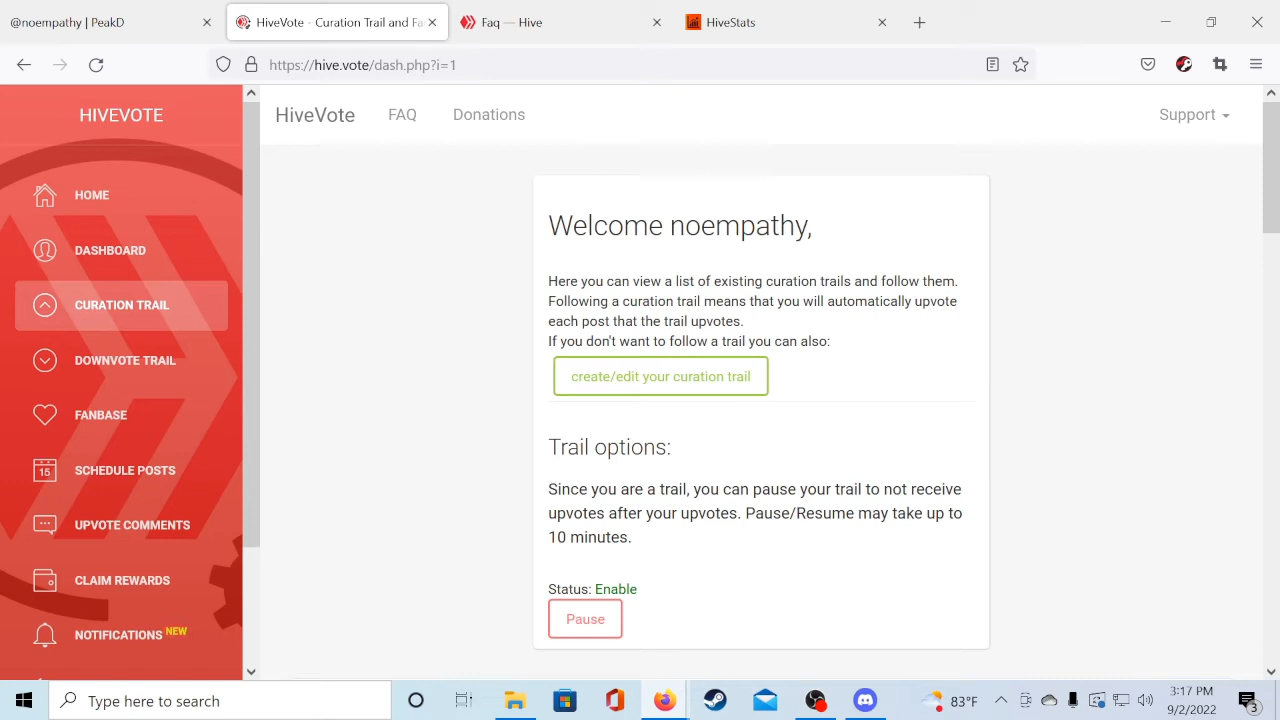 @noempathy | PeakD
HiveVote - Curation Trail and Fa
Faq — Hive
HiveStats
https://hive.vote/dash.php?i=1
HIVEVOTE
HiveVote
FAQ
Donations
Support
HOME
DASHBOARD
CURATION TRAIL
DOWNVOTE TRAIL
FANBASE
15
SCHEDULE POSTS
UPVOTE COMMENTS
CLAIM REWARDS
NOTIFICATIONS NEW
Welcome noempathy,
Here you can view a list of existing curation trails and follow them.
Following a curation trail means that you will automatically upvote
each post that the trail upvotes.
If you don't want to follow a trail you can also:
create/edit your curation trail
Trail options:
Since you are a trail, you can pause your trail to not receive
upvotes after your upvotes. Pause/Resume may take up to
10 minutes.
Status: Enable
Pause
Type here to search
83°F
3:17 PM
9/2/2022
3